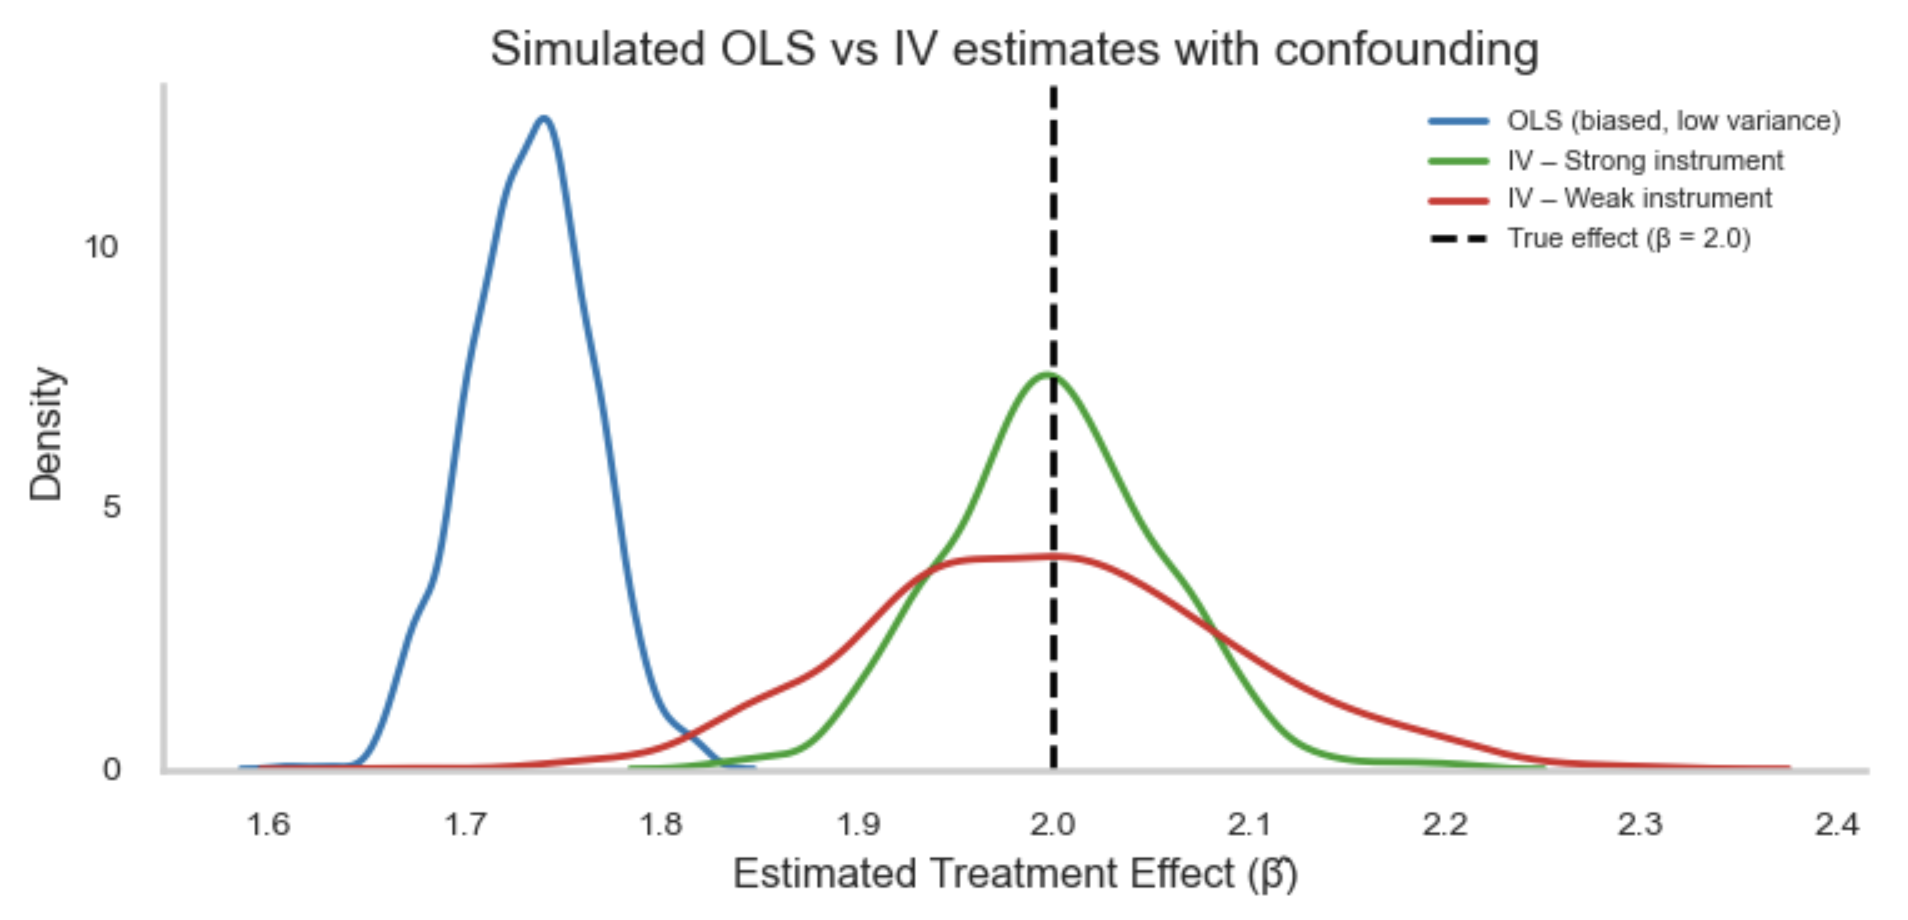 Simulated OLS vs IV estimates with confounding
OLS (biased, low variance)
IV – Strong instrument
IV – Weak instrument
True effect (β = 2.0)
Density
10
5
0
1.6 1.7 1.8 1.9 2.0 2.1 2.2 2.3 2.4
Estimated Treatment Effect (β̂)